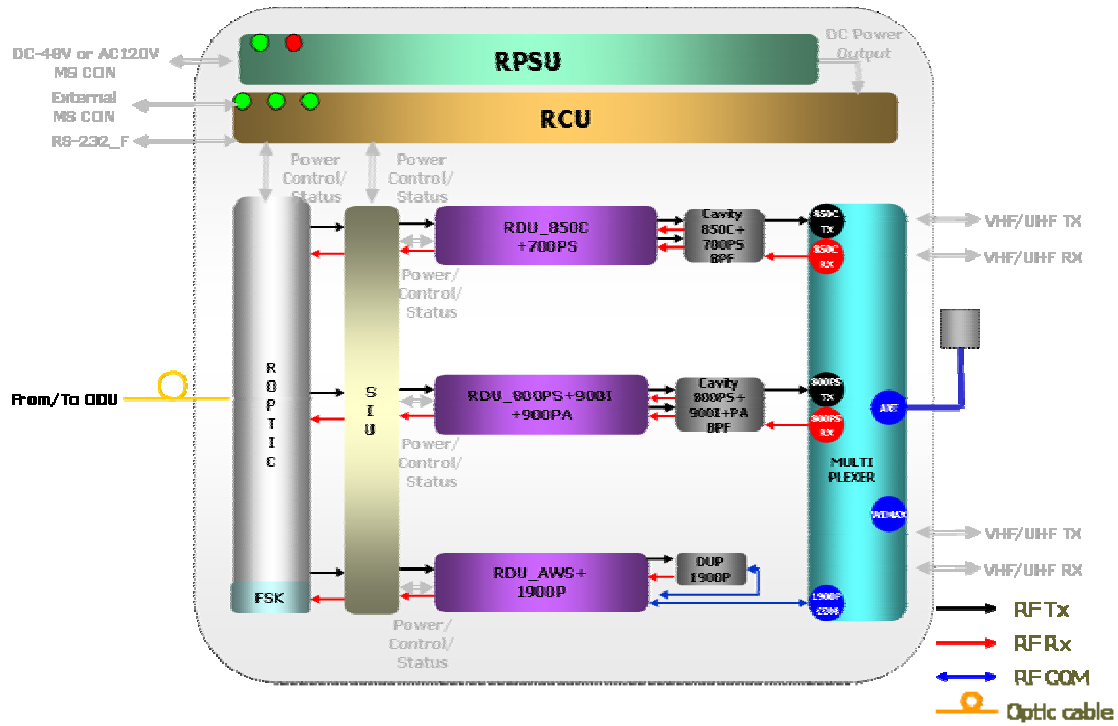 DC-48V or AC120V
MS CON
RPSU
DC Power
Output
External
MS CON
RCU
RS-232_F
Power
Control/
Status
Power
Control/
Status
RDU_850C
+700PS
Cavity
850C+
700PS
BPF
850C
TX
850C
RX
VHF/UHF TX
VHF/UHF RX
Power/
Control/
Status
From/To ODU
R
O
P
T
I
C
S
I
U
RDU_800PS+900I
+900PA
Cavity
800PS+
900I+PA
BPF
800PS
TX
800PS
RX
ANT
Power/
Control/
Status
MULTI
PLEXER
WiMAX
VHF/UHF TX
VHF/UHF RX
RDU_AWS+
1900P
DUP
1900P
FSK
1900P
COM
Power/
Control/
Status
RF Tx
RF Rx
RF COM
Optic cable